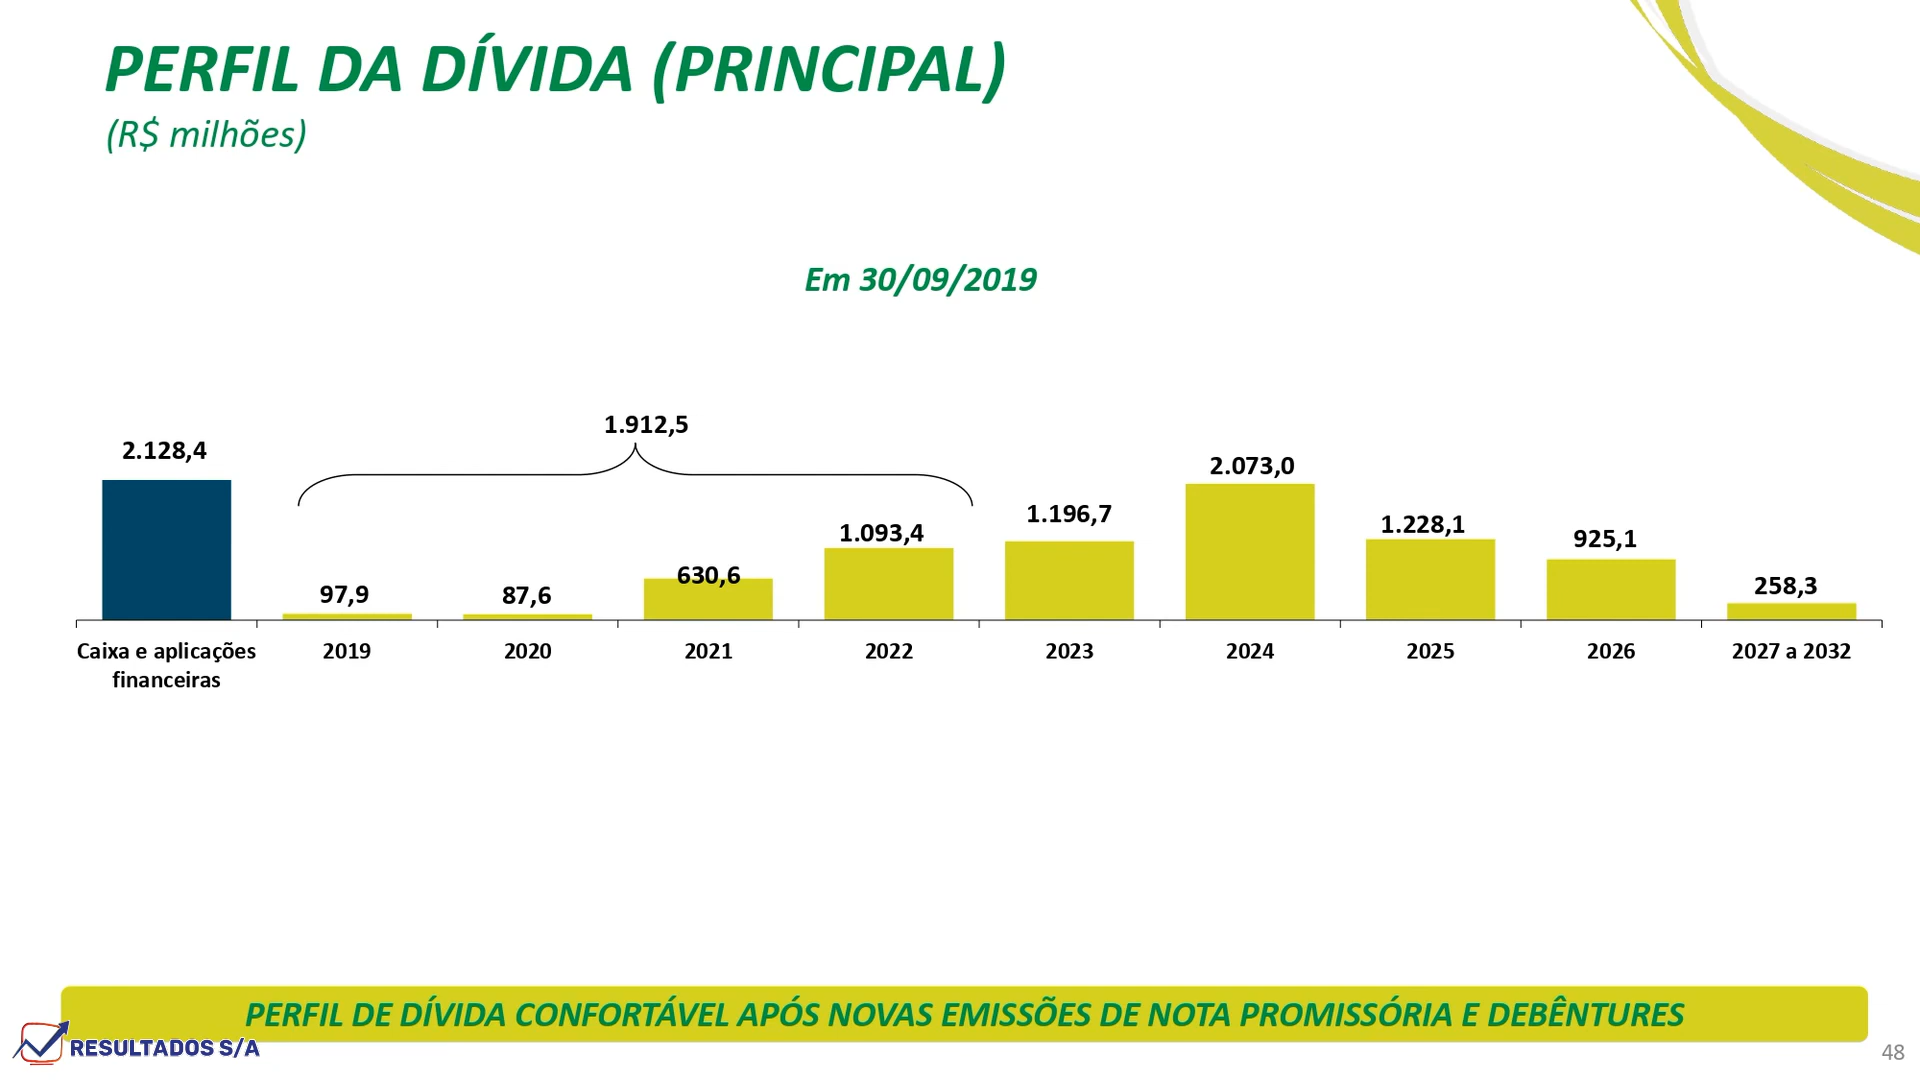 PERFIL DA DÍVIDA (PRINCIPAL)
(R$ milhões)
Em 30/09/2019
1.912,5
2.128,4
97,9
87,6
630,6
1.093,4
1.196,7
2.073,0
1.228,1
925,1
258,3
Caixa e aplicações
financeiras
2019
2020
2021
2022
2023
2024
2025
2026
2027 a 2032
PERFIL DE DÍVIDA CONFORTÁVEL APÓS NOVAS EMISSÕES DE NOTA PROMISSÓRIA E DEBÊNTURES
RESULTADOS S/A
48